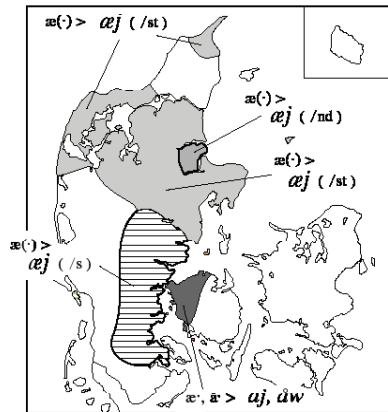 æ(·) > æj ( /st)
æ(·) >
æj ( /nd)
æ(·) >
æj ( /st)
æ(·) >
æj ( /s)
æ·, å· > aj, åw